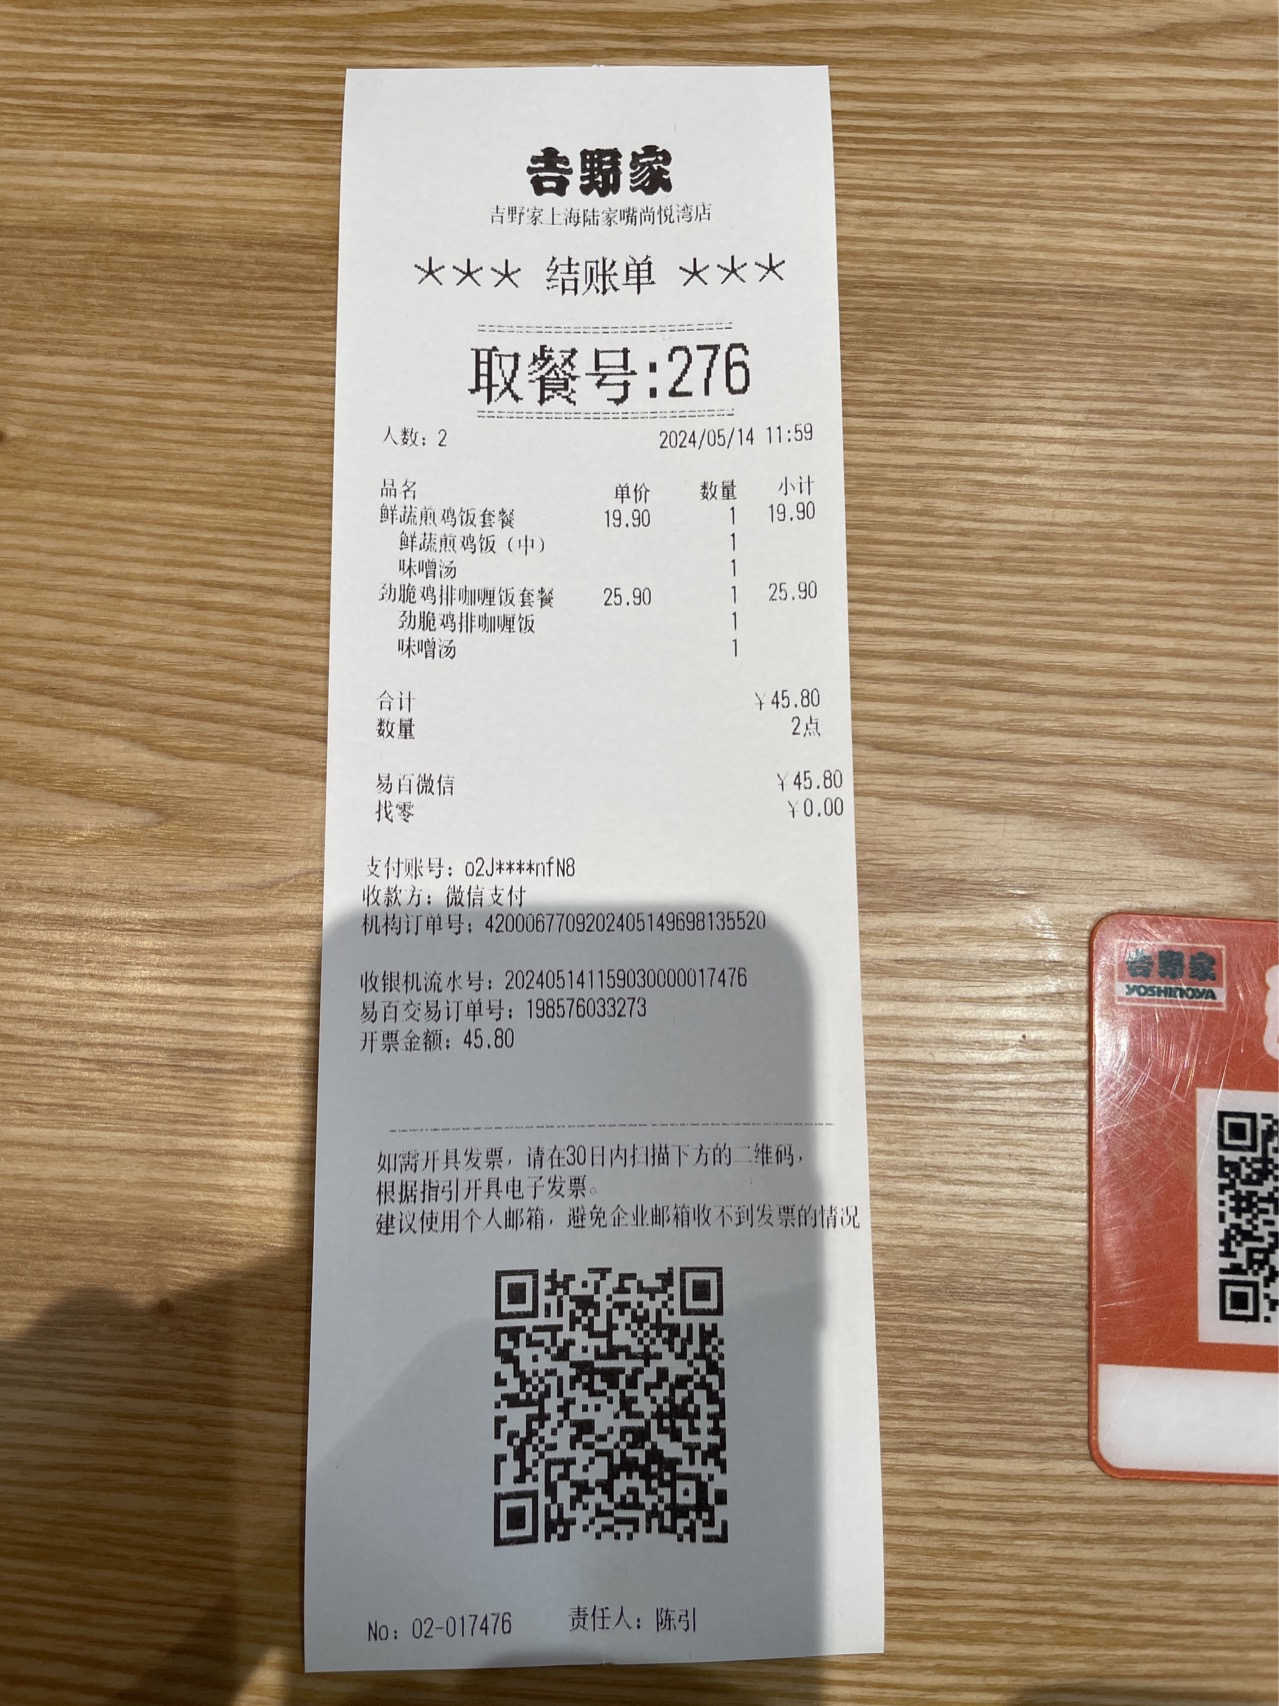 吉野家
吉野家上海陆家嘴尚悦湾店
*** 结账单 ***
取餐号:276
人数: 2 2024/05/14 11:59
品名 单价 数量 小计
鲜蔬煎鸡饭套餐 19.90 1 19.90
鲜蔬煎鸡饭（中） 1
味噌汤 1
劲脆鸡排咖喱饭套餐 25.90 1 25.90
劲脆鸡排咖喱饭 1
味噌汤 1
合计 ￥45.80
数量 2点
易百微信 ￥45.80
找零 ￥0.00
支付账号: o2J****nfN8
收款方: 微信支付
机构订单号: 4200067709202405149698135520
收银机流水号: 202405141159030000017476
易百交易订单号: 198576033273
开票金额: 45.80
如需开具发票，请在30日内扫描下方的二维码，
根据指引开具电子发票。
建议使用个人邮箱，避免企业邮箱收不到发票的情况
No: 02-017476 责任人: 陈引
吉野家
YOSHINOYA